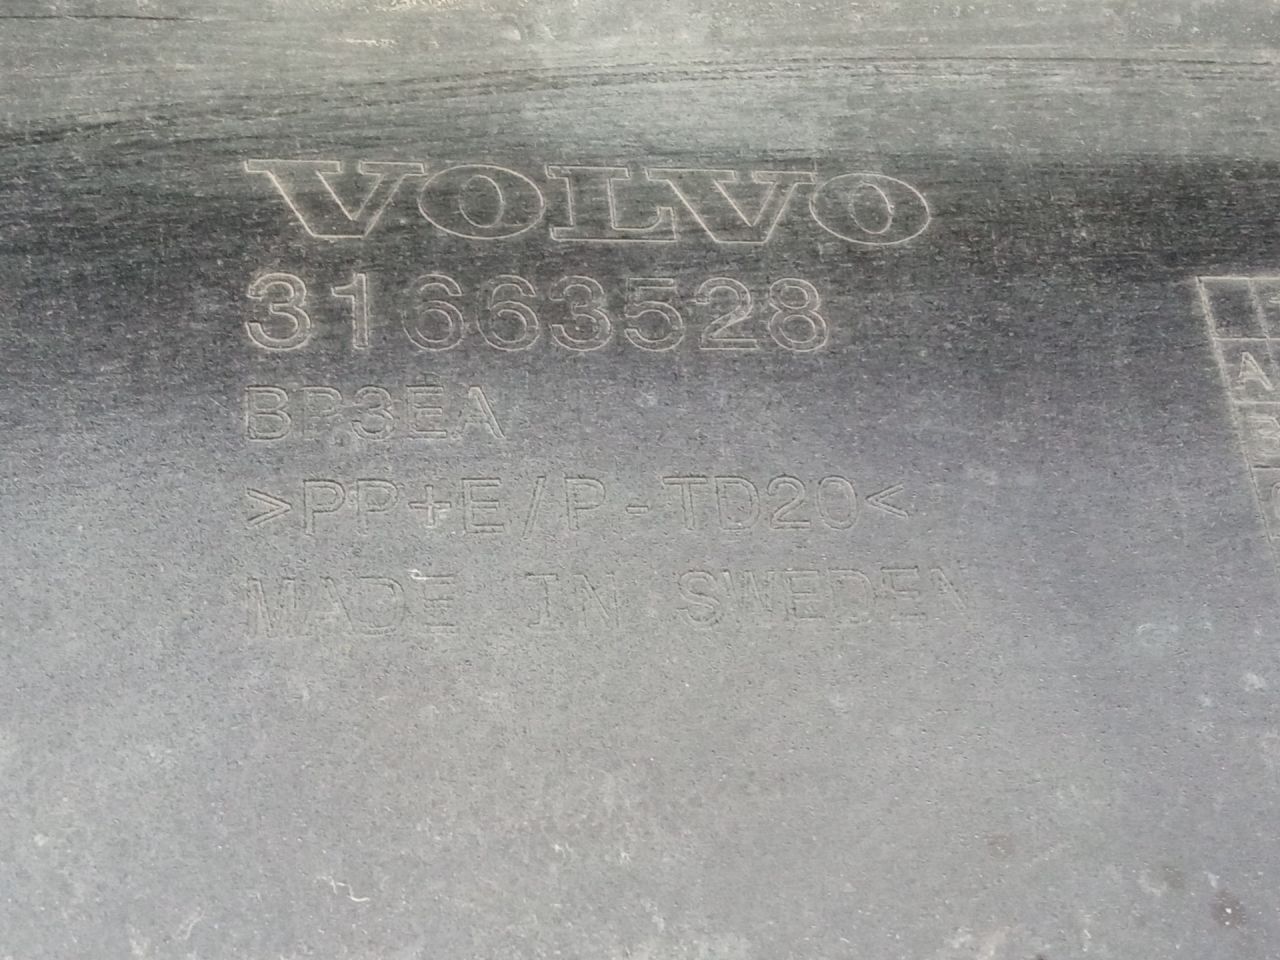 VOLVO
31663528
BP3EA
>PP+E/P-TD20<
MADE IN SWEDEN
A
B